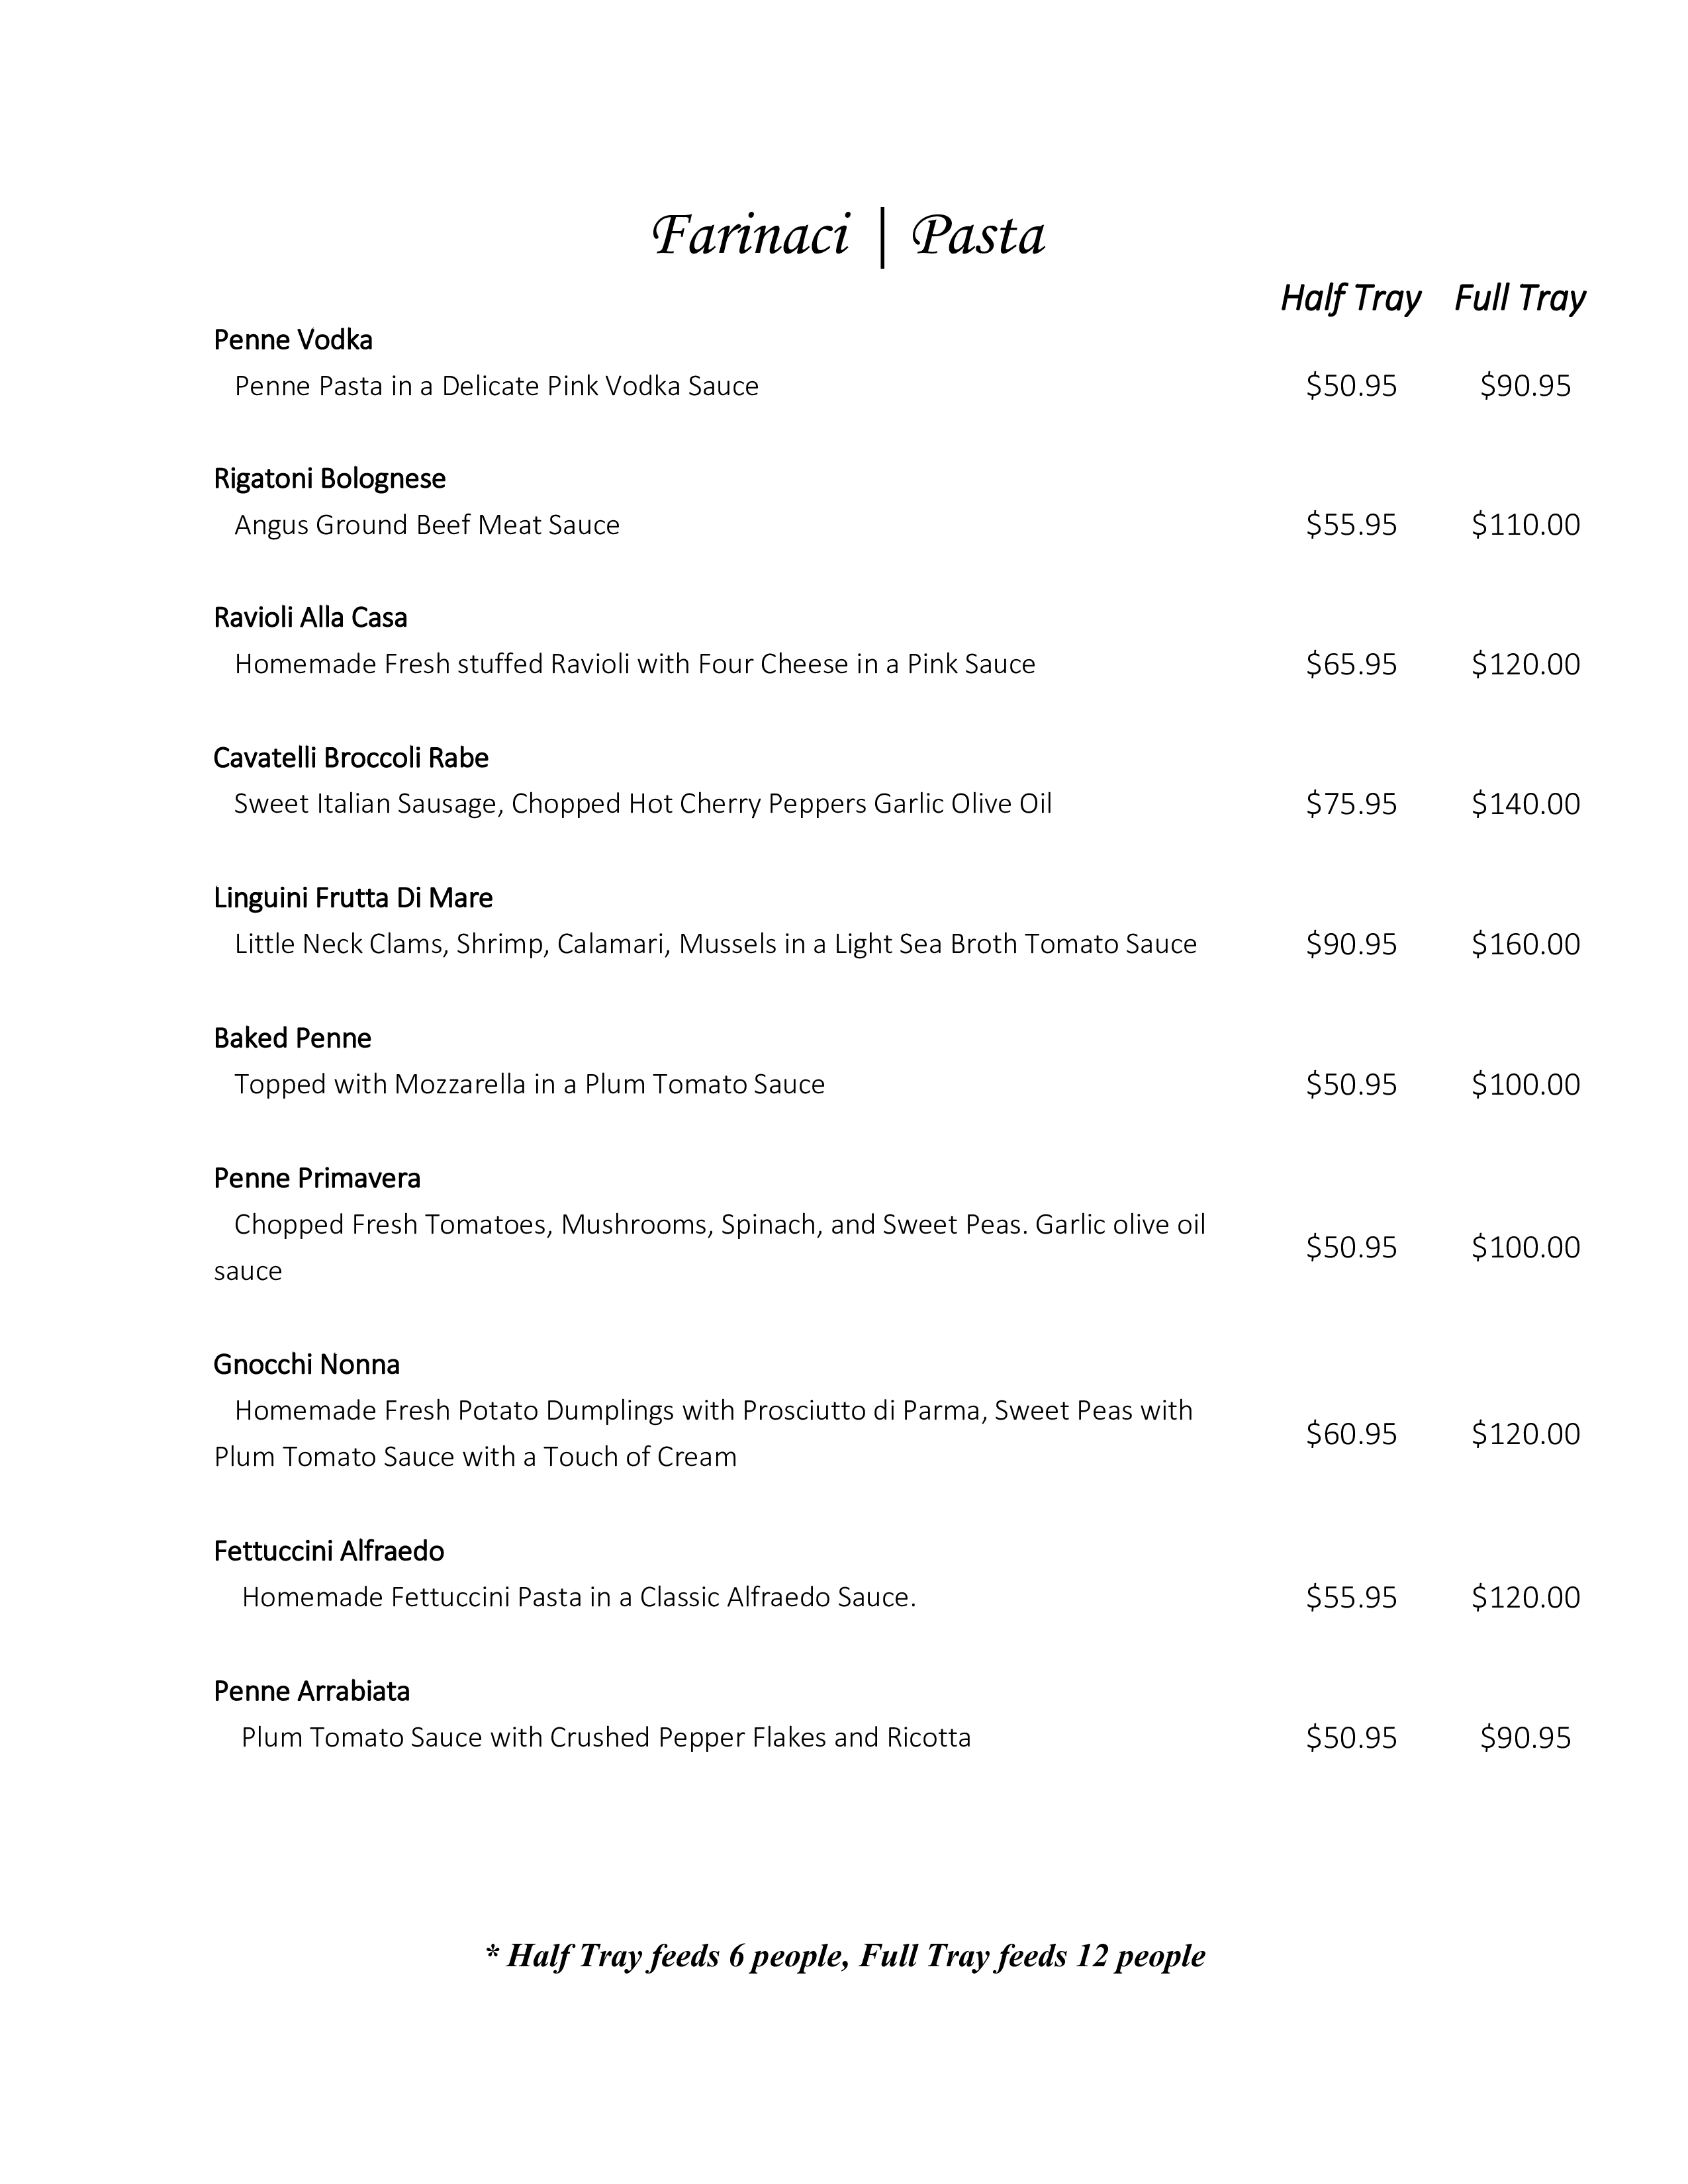 Farinaci | Pasta
Half Tray Full Tray
Penne Vodka
Penne Pasta in a Delicate Pink Vodka Sauce $50.95 $90.95
Rigatoni Bolognese
Angus Ground Beef Meat Sauce $55.95 $110.00
Ravioli Alla Casa
Homemade Fresh stuffed Ravioli with Four Cheese in a Pink Sauce $65.95 $120.00
Cavatelli Broccoli Rabe
Sweet Italian Sausage, Chopped Hot Cherry Peppers Garlic Olive Oil $75.95 $140.00
Linguini Frutta Di Mare
Little Neck Clams, Shrimp, Calamari, Mussels in a Light Sea Broth Tomato Sauce $90.95 $160.00
Baked Penne
Topped with Mozzarella in a Plum Tomato Sauce $50.95 $100.00
Penne Primavera
Chopped Fresh Tomatoes, Mushrooms, Spinach, and Sweet Peas. Garlic olive oil
sauce
$50.95 $100.00
Gnocchi Nonna
Homemade Fresh Potato Dumplings with Prosciutto di Parma, Sweet Peas with
Plum Tomato Sauce with a Touch of Cream
$60.95 $120.00
Fettuccini Alfraedo
Homemade Fettuccini Pasta in a Classic Alfraedo Sauce. $55.95 $120.00
Penne Arrabiata
Plum Tomato Sauce with Crushed Pepper Flakes and Ricotta $50.95 $90.95
* Half Tray feeds 6 people, Full Tray feeds 12 people